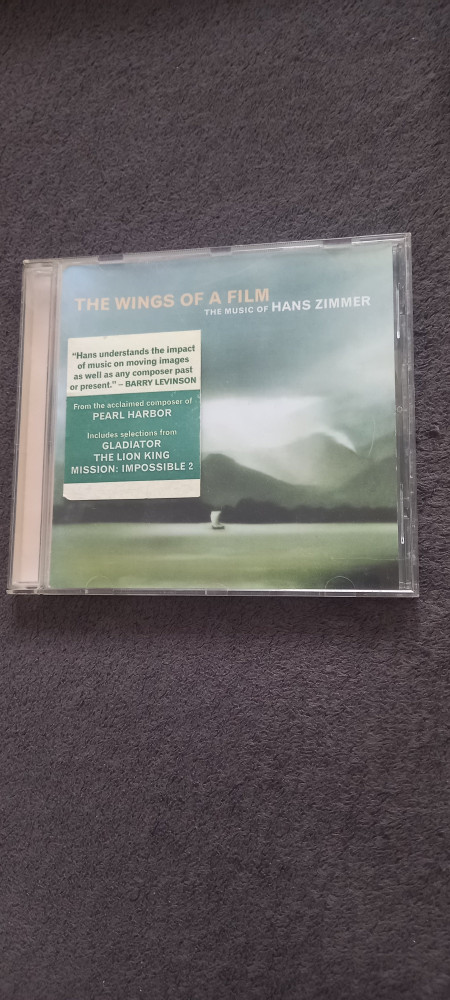 THE WINGS OF A FILM
THE MUSIC OF HANS ZIMMER
"Hans understands the impact
of music on moving images
as well as any composer past
or present." – BARRY LEVINSON
From the acclaimed composer of
PEARL HARBOR
Includes selections from
GLADIATOR
THE LION KING
MISSION: IMPOSSIBLE 2